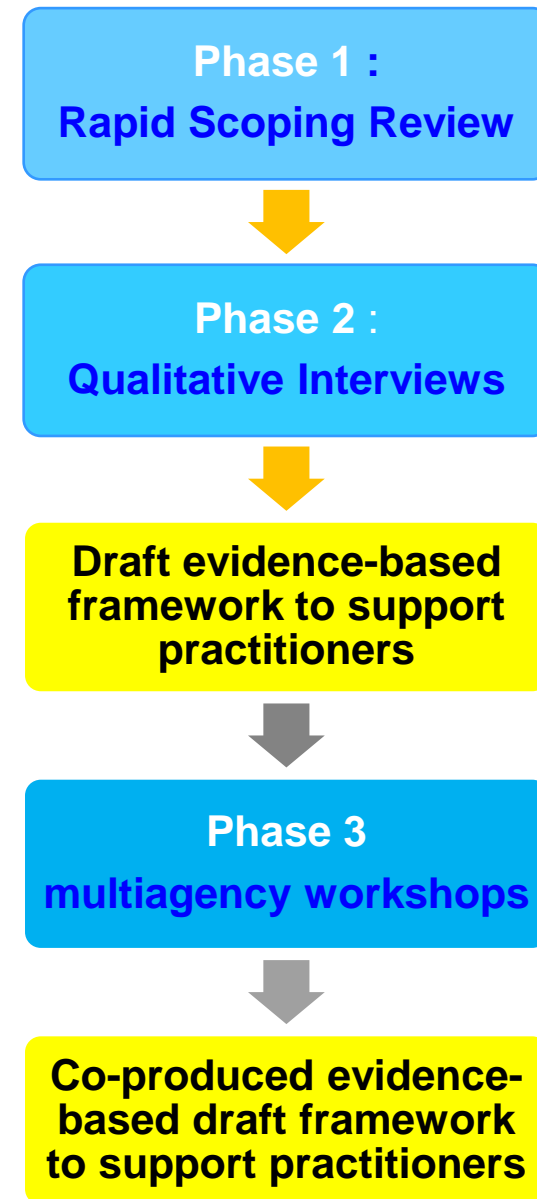 Phase 1 :
Rapid Scoping Review
Phase 2 :
Qualitative Interviews
Draft evidence-based
framework to support
practitioners
Phase 3
multiagency workshops
Co-produced evidence-
based draft framework
to support practitioners